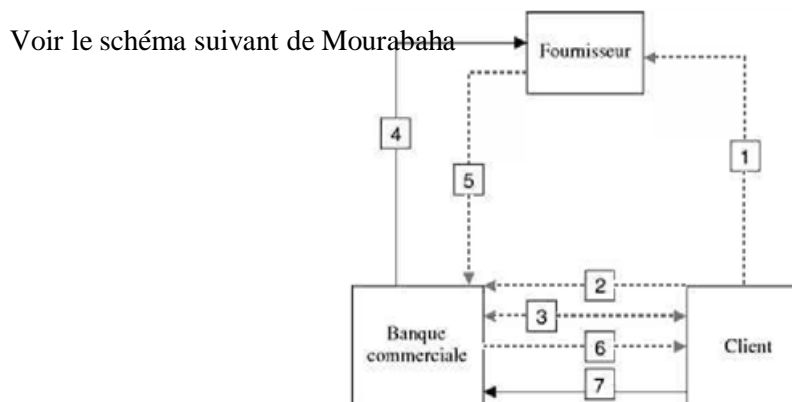 Voir le schéma suivant de Mourabaha
Fournisseur
4
1
5
2
3
Banque
commerciale
6
Client
7